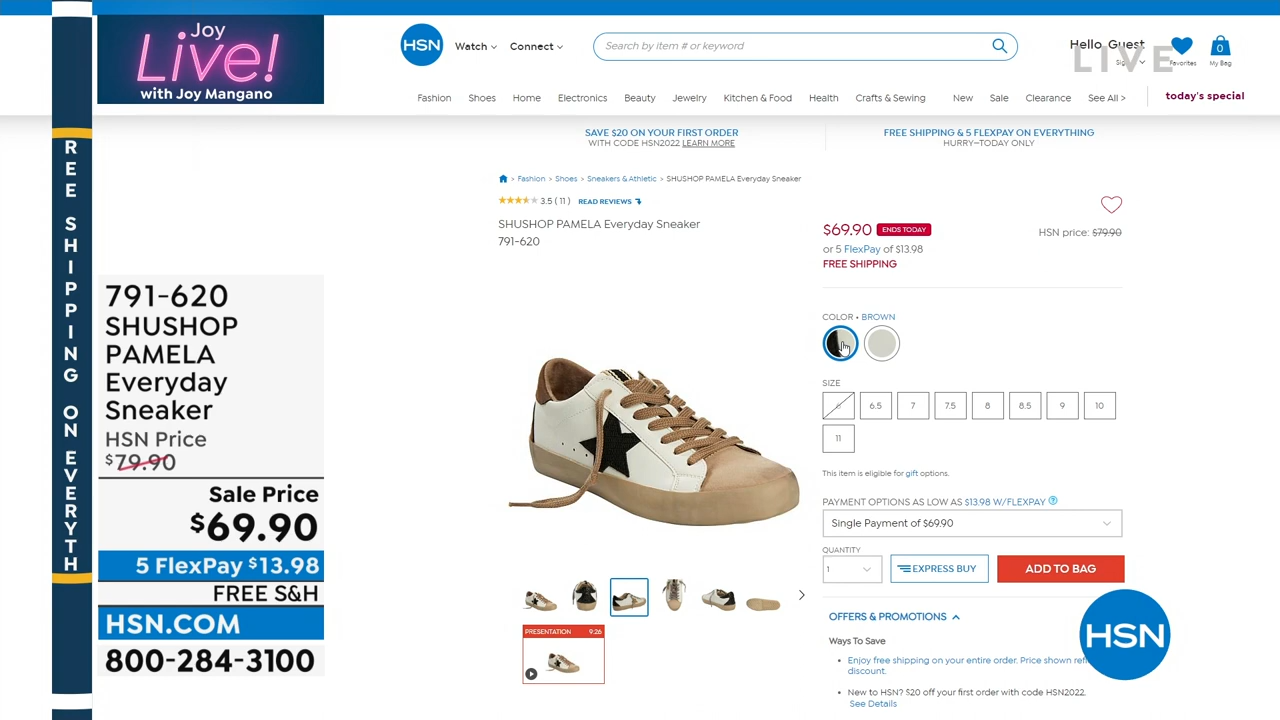 Joy
Live!
with Joy Mangano
REE SHIPPING ON EVERYTH
791-620
SHUSHOP
PAMELA
Everyday
Sneaker
HSN Price
$79.90
Sale Price
$69.90
5 FlexPay $13.98
FREE S&H
HSN.COM
800-284-3100
HSN
Watch
Connect
Search by item # or keyword
Hello, Guest
LIVE
Favorites
0
My Bag
Fashion Shoes Home Electronics Beauty Jewelry Kitchen & Food Health Crafts & Sewing New Sale Clearance See All > today's special
SAVE $20 ON YOUR FIRST ORDER
WITH CODE HSN2022 LEARN MORE
FREE SHIPPING & 5 FLEXPAY ON EVERYTHING
HURRY–TODAY ONLY
> Fashion > Shoes > Sneakers & Athletic > SHUSHOP PAMELA Everyday Sneaker
3.5 ( 11 ) READ REVIEWS
SHUSHOP PAMELA Everyday Sneaker
791-620
$69.90 ENDS TODAY
HSN price: $79.90
or 5 FlexPay of $13.98
FREE SHIPPING
COLOR • BROWN
SIZE
6 6.5 7 7.5 8 8.5 9 10
11
This item is eligible for gift options.
PAYMENT OPTIONS AS LOW AS $13.98 W/FLEXPAY ?
Single Payment of $69.90
QUANTITY
1
EXPRESS BUY
ADD TO BAG
PRESENTATION 9:26
OFFERS & PROMOTIONS
Ways To Save
• Enjoy free shipping on your entire order. Price shown
discount.
• New to HSN? $20 off your first order with code HSN2022.
See Details
HSN